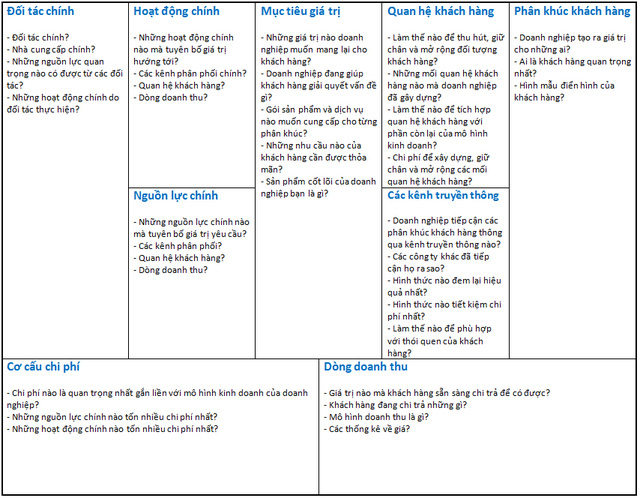 Đối tác chính
- Đối tác chính?
- Nhà cung cấp chính?
- Những nguồn lực quan
trọng nào có được từ các đối
tác?
- Những hoạt động chính do
đối tác thực hiện?
Hoạt động chính
- Những hoạt động chính
nào mà tuyên bố giá trị
hướng tới?
- Các kênh phân phối chính?
- Quan hệ khách hàng?
- Dòng doanh thu?
Nguồn lực chính
- Những nguồn lực chính nào
mà tuyên bố giá trị yêu cầu?
- Các kênh phân phối?
- Quan hệ khách hàng?
- Dòng doanh thu?
Mục tiêu giá trị
- Những giá trị nào doanh
nghiệp muốn mang lại cho
khách hàng?
- Doanh nghiệp đang giúp
khách hàng giải quyết vấn đề
gì?
- Gói sản phẩm và dịch vụ
nào muốn cung cấp cho từng
phân khúc?
- Những nhu cầu nào của
khách hàng cần được thỏa
mãn?
- Sản phẩm cốt lõi của doanh
nghiệp bạn là gì?
Quan hệ khách hàng
- Làm thế nào để thu hút, giữ
chân và mở rộng đối tượng
khách hàng?
- Những mối quan hệ khách
hàng nào mà doanh nghiệp
đã gây dựng?
- Làm thế nào để tích hợp
quan hệ khách hàng với
phần còn lại của mô hình
kinh doanh?
- Chi phí để xây dựng, giữ
chân và mở rộng các mối
quan hệ khách hàng?
Các kênh truyền thông
- Doanh nghiệp tiếp cận các
phân khúc khách hàng thông
qua kênh truyền thông nào?
- Các công ty khác đã tiếp
cận họ ra sao?
- Hình thức nào đem lại hiệu
quả nhất?
- Hình thức nào tiết kiệm chi
phí nhất?
- Làm thế nào để phù hợp
với thói quen của khách
hàng?
Phân khúc khách hàng
- Doanh nghiệp tạo ra giá trị
cho những ai?
- Ai là khách hàng quan trọng
nhất?
- Hình mẫu điển hình của
khách hàng?
Cơ cấu chi phí
- Chi phí nào là quan trọng nhất gắn liền với mô hình kinh doanh của doanh
nghiệp?
- Những nguồn lực chính nào tốn nhiều chi phí nhất?
- Những hoạt động chính nào tốn nhiều chi phí nhất?
Dòng doanh thu
- Giá trị nào mà khách hàng sẵn sàng chi trả để có được?
- Khách hàng đang chi trả những gì?
- Mô hình doanh thu là gì?
- Các thống kê về giá?